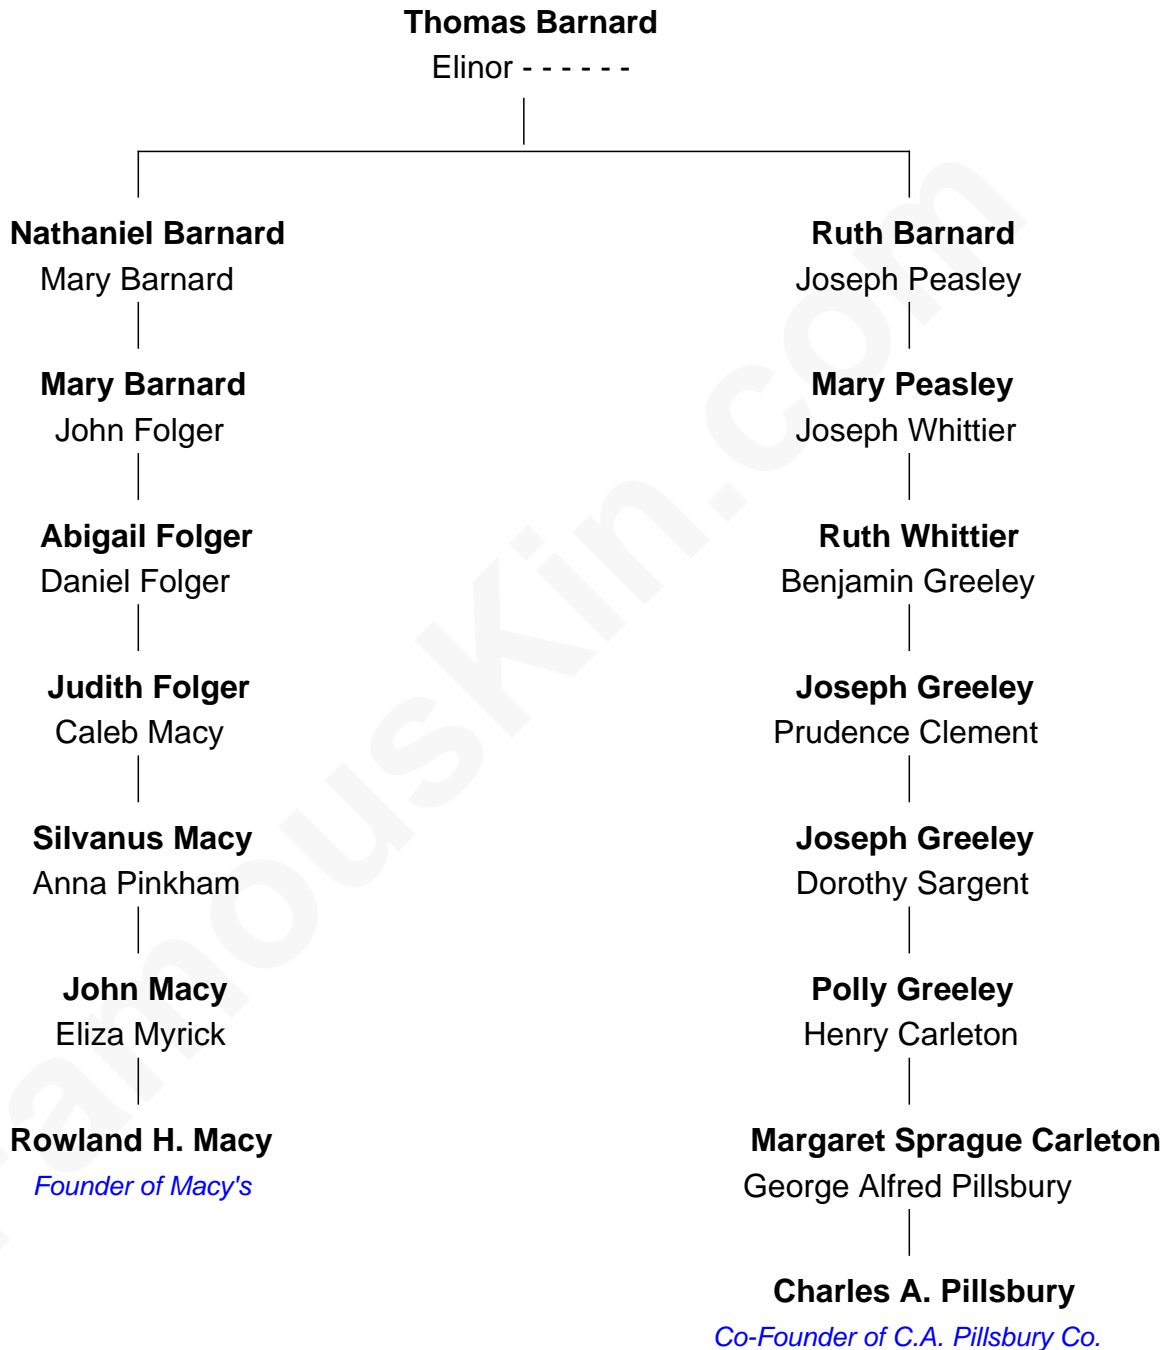 Thomas Barnard
Elinor - - - - - -
Nathaniel Barnard
Mary Barnard
Mary Barnard
John Folger
Abigail Folger
Daniel Folger
Judith Folger
Caleb Macy
Silvanus Macy
Anna Pinkham
John Macy
Eliza Myrick
Rowland H. Macy
Founder of Macy's
Ruth Barnard
Joseph Peasley
Mary Peasley
Joseph Whittier
Ruth Whittier
Benjamin Greeley
Joseph Greeley
Prudence Clement
Joseph Greeley
Dorothy Sargent
Polly Greeley
Henry Carleton
Margaret Sprague Carleton
George Alfred Pillsbury
Charles A. Pillsbury
Co-Founder of C.A. Pillsbury Co.
FamousKin.com